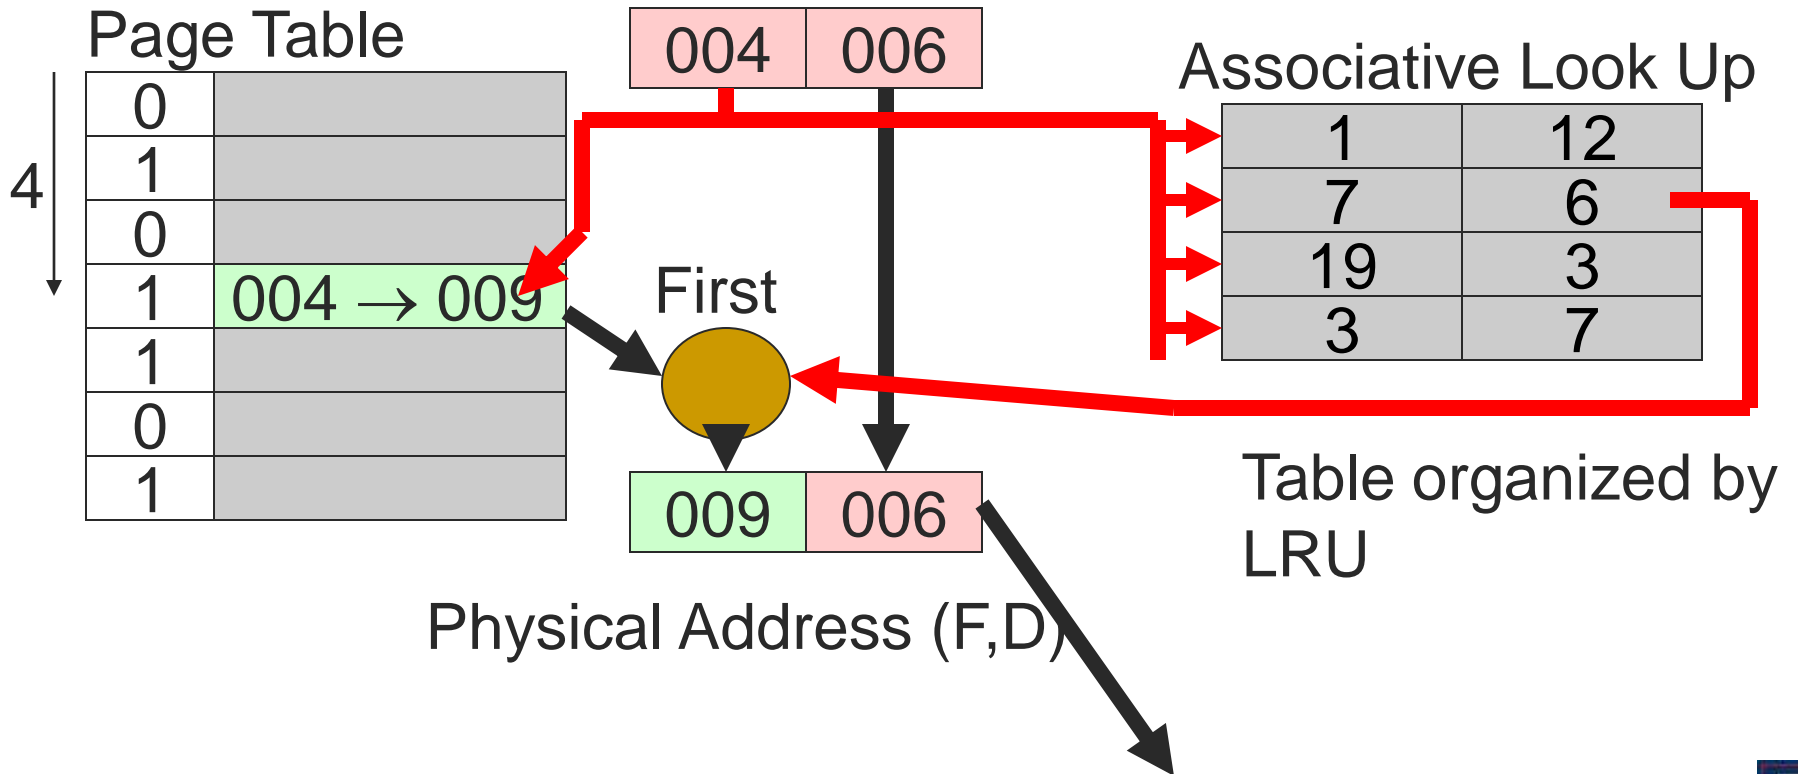 Page Table
004 006
Associative Look Up
4
0
1
0
1 004 → 009
1
0
1
1 12
7 6
19 3
3 7
First
009 006
Table organized by
LRU
Physical Address (F,D)